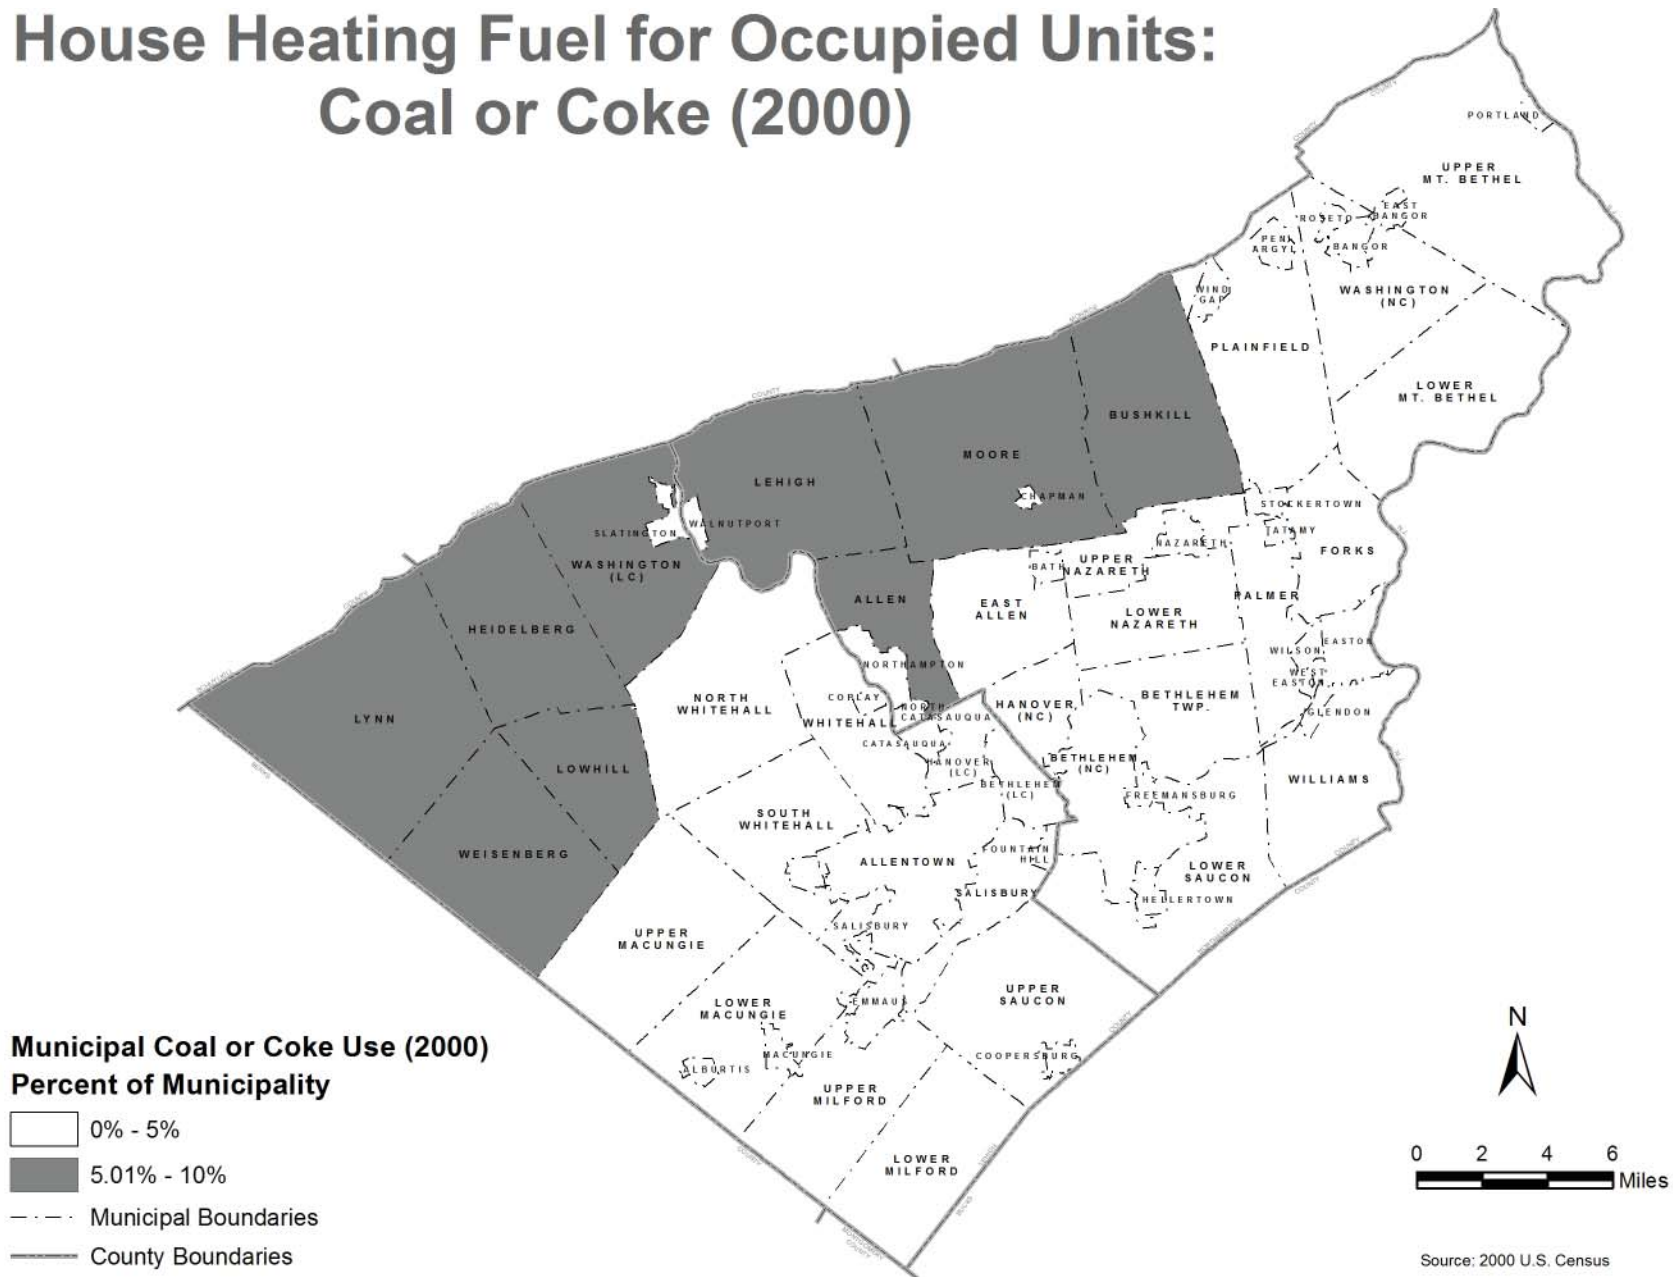 House Heating Fuel for Occupied Units:
Coal or Coke (2000)
PORTLAND
UPPER
MT. BETHEL
EAST
BANGOR
ROSETO
BANGOR
PEN
ARGYL
WIND
GAP
WASHINGTON
(NC)
PLAINFIELD
LOWER
MT. BETHEL
BUSHKILL
MOORE
CHAPMAN
LEHIGH
WALNUTPORT
SLATINGTON
WASHINGTON
(LC)
HEIDELBERG
LYNN
LOWHILL
WEISENBERG
STOCKERTOWN
TATAMY
FORKS
NAZARETH
UPPER
NAZARETH
BATH
EAST
ALLEN
ALLEN
LOWER
NAZARETH
PALMER
WILSON
EASTON
WEST
EASTON
GLENDON
NORTHAMPTON
NORTH
WHITEHALL
COPLAY
WHITEHALL
NORTH
CATASAUQUA
CATASAUQUA
HANOVER
(NC)
HANOVER
(LC)
BETHLEHEM
TWP.
BETHLEHEM
(NC)
BETHLEHEM
(LC)
FREEMANSBURG
WILLIAMS
SOUTH
WHITEHALL
ALLENTOWN
FOUNTAIN
HILL
SALISBURY
LOWER
SAUCON
HELLERTOWN
SALISBURY
UPPER
MACUNGIE
LOWER
MACUNGIE
EMMAUS
UPPER
SAUCON
COOPERSBURG
MACUNGIE
ALBURTIS
UPPER
MILFORD
LOWER
MILFORD
Municipal Coal or Coke Use (2000)
Percent of Municipality
0% - 5%
5.01% - 10%
Municipal Boundaries
County Boundaries
N
0 2 4 6
Miles
Source: 2000 U.S. Census